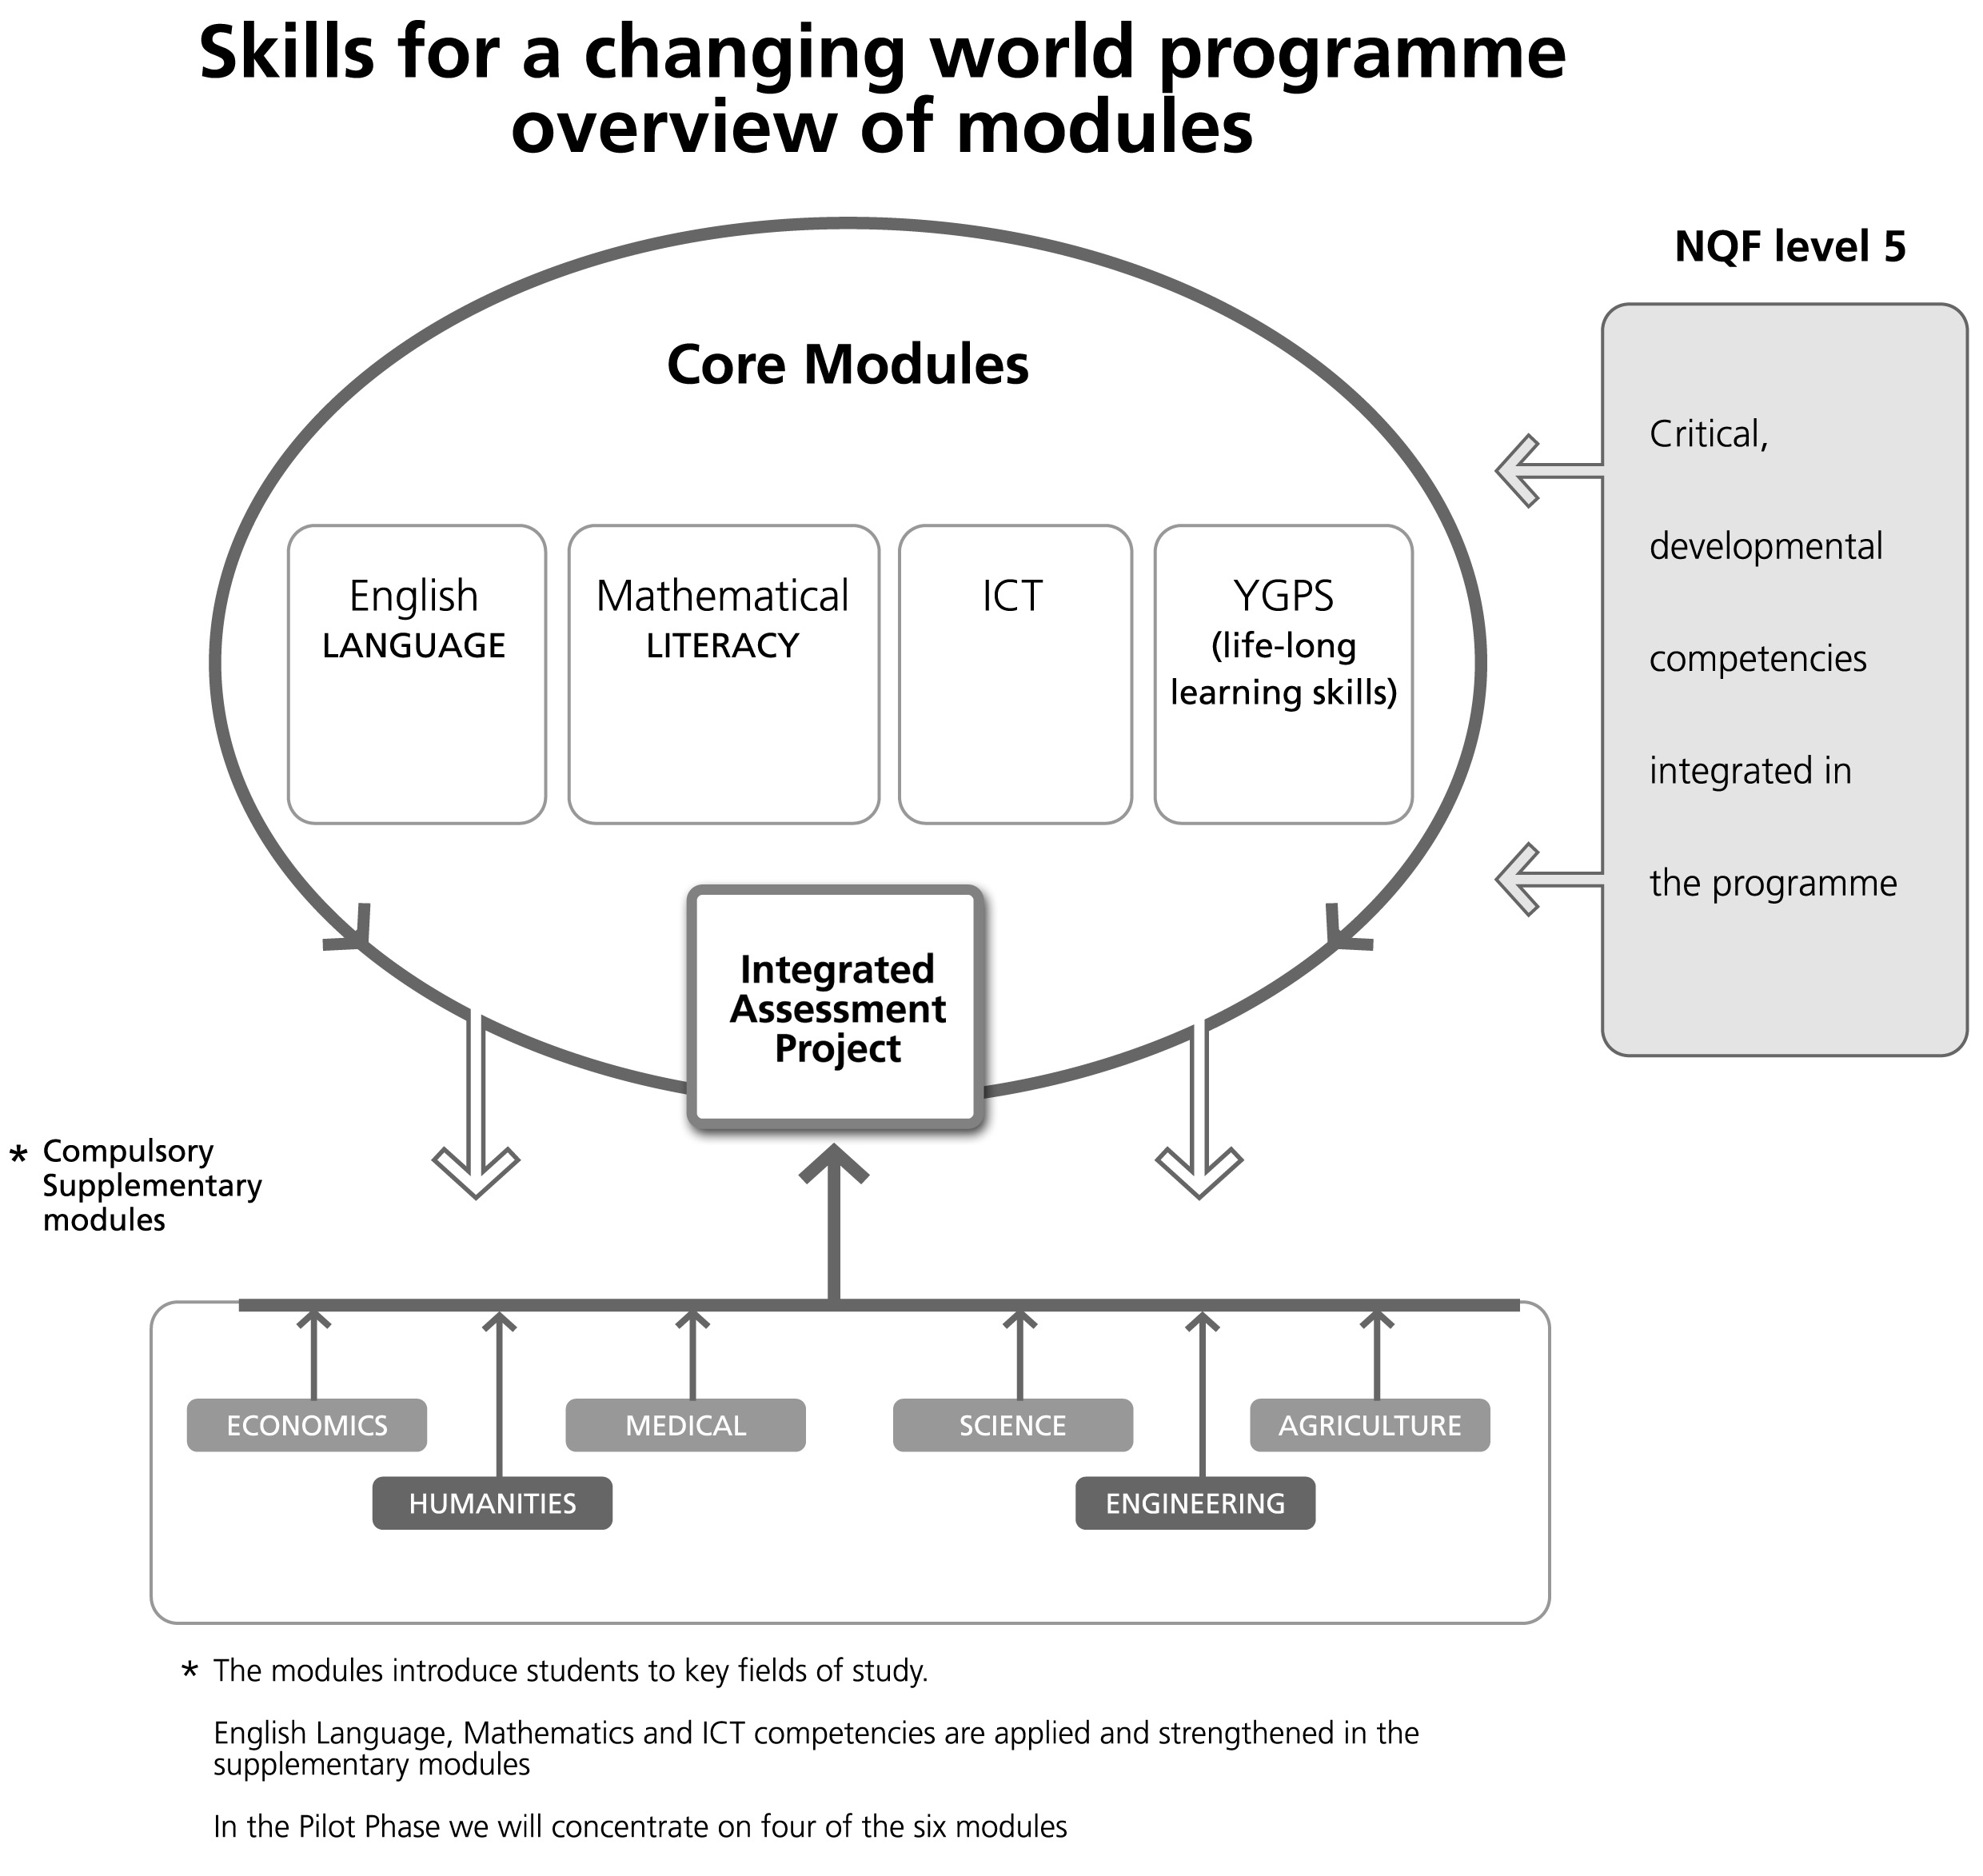 Skills for a changing world programme
overview of modules
NQF level 5
Core Modules
Critical,
developmental
competencies
integrated in
the programme
English
LANGUAGE
Mathematical
LITERACY
ICT
YGPS
(life-long
learning skills)
Integrated
Assessment
Project
* Compulsory
Supplementary
modules
ECONOMICS
MEDICAL
SCIENCE
AGRICULTURE
HUMANITIES
ENGINEERING
* The modules introduce students to key fields of study.
English Language, Mathematics and ICT competencies are applied and strengthened in the
supplementary modules
In the Pilot Phase we will concentrate on four of the six modules